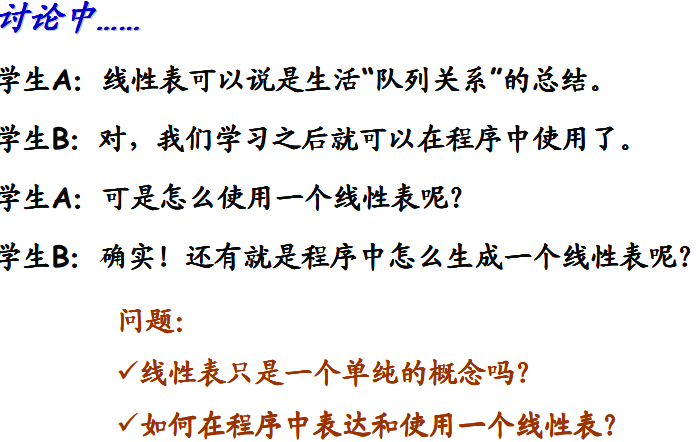 讨论中……
学生A：线性表可以说是生活“队列关系”的总结。
学生B：对，我们学习之后就可以在程序中使用了。
学生A：可是怎么使用一个线性表呢？
学生B：确实！还有就是程序中怎么生成一个线性表呢？
问题：
✓线性表只是一个单纯的概念吗？
✓如何在程序中表达和使用一个线性表？